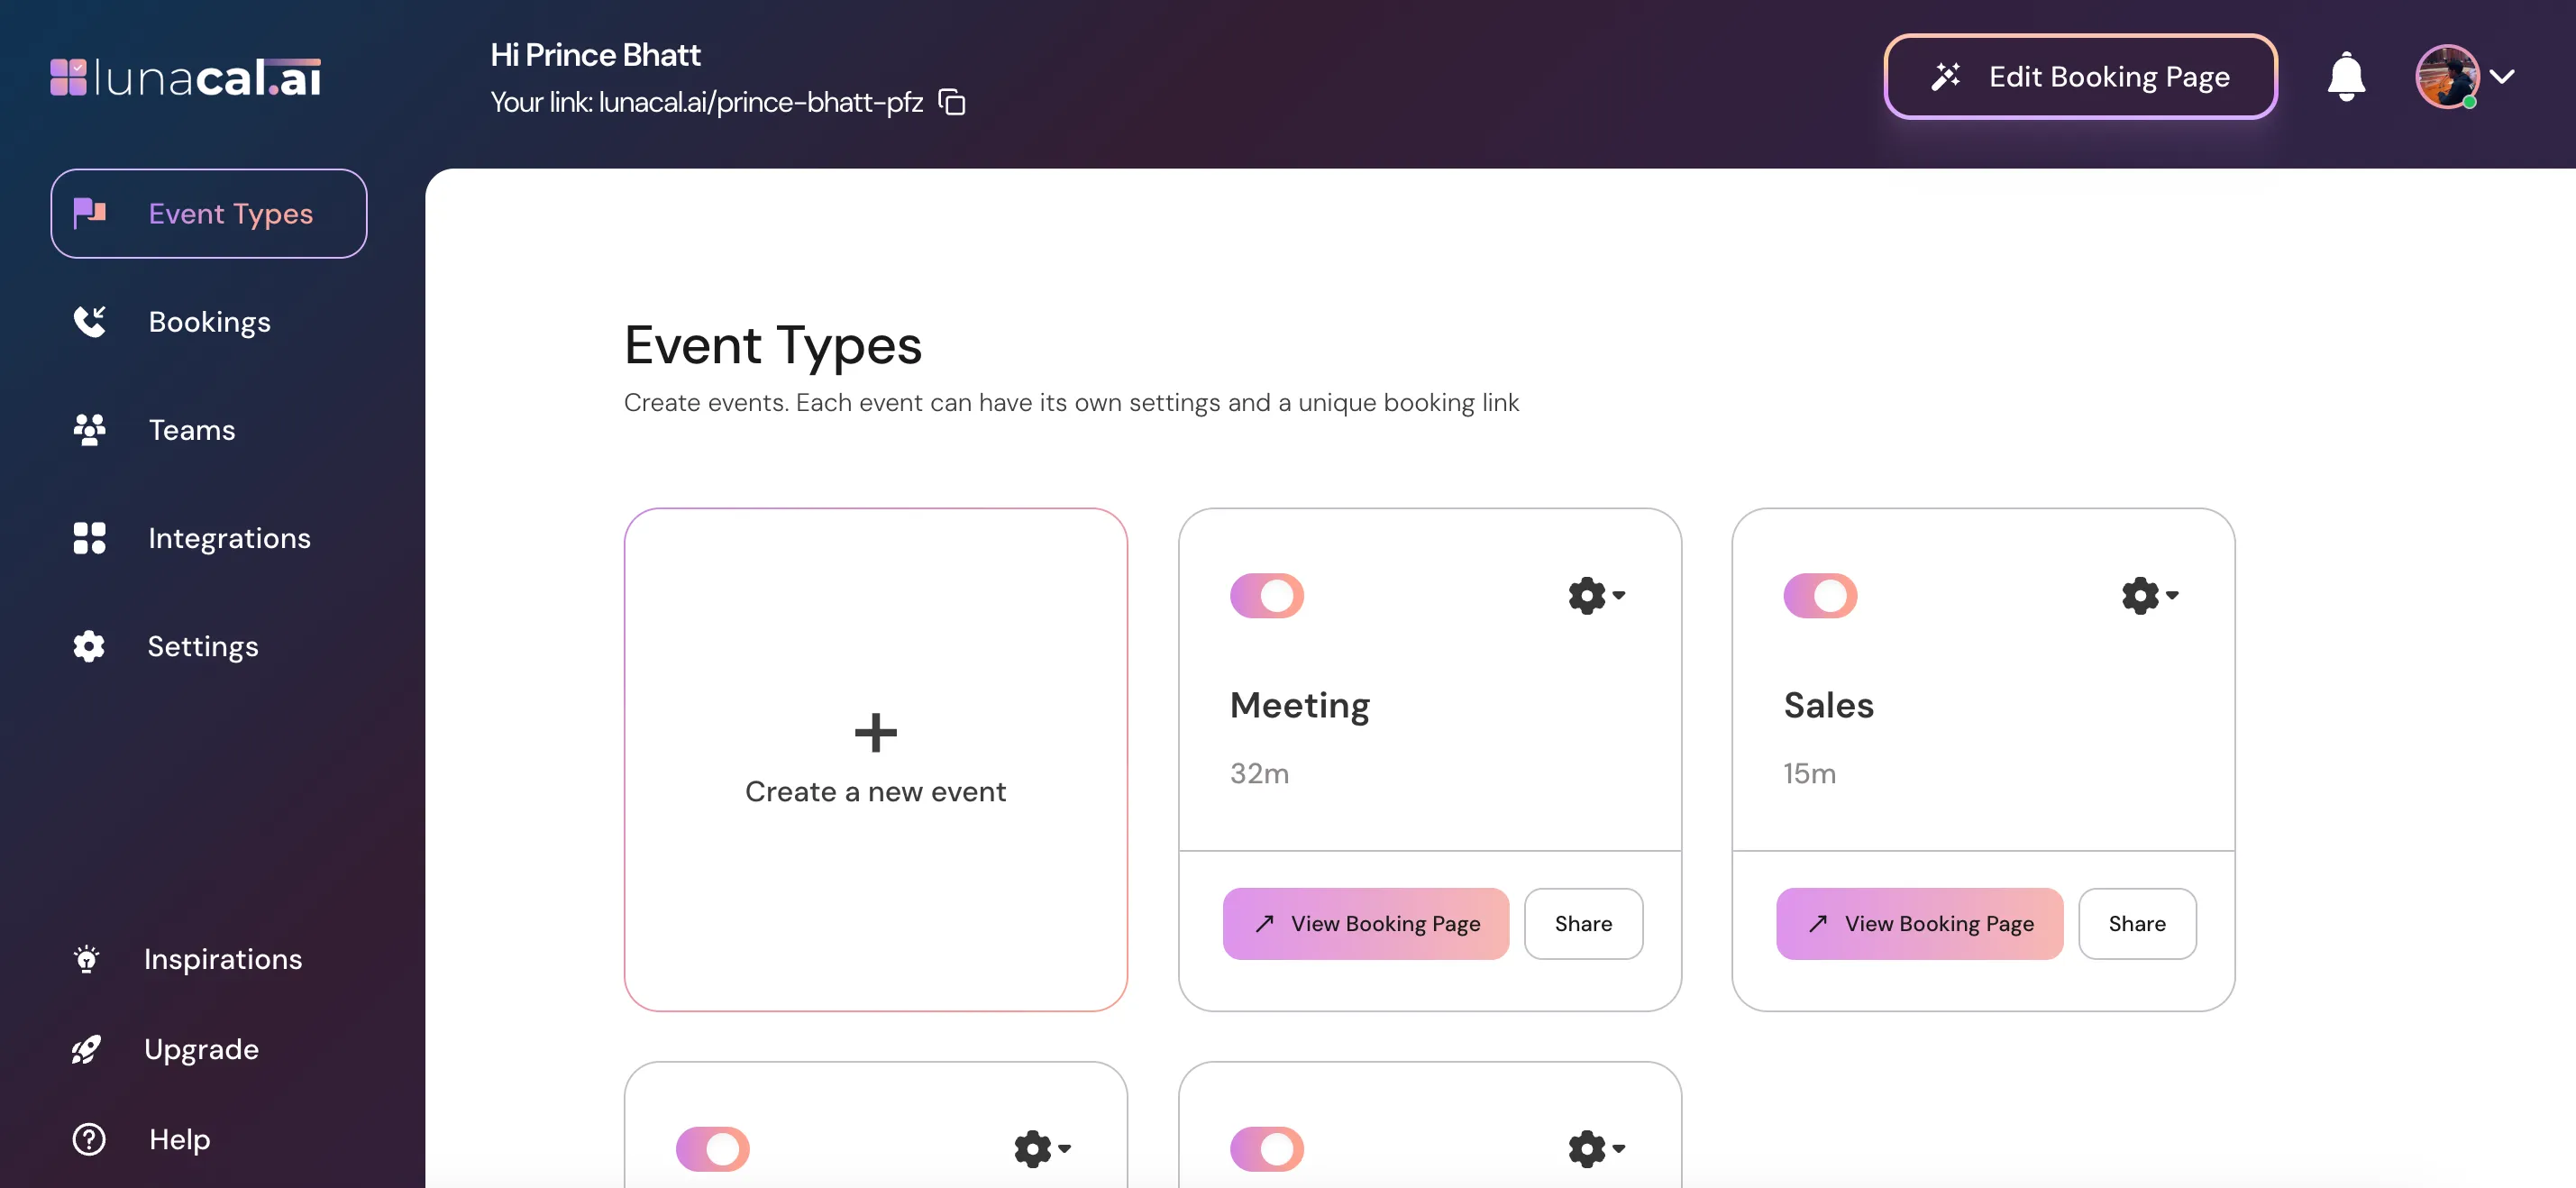 lunacal.ai
Hi Prince Bhatt
Your link: lunacal.ai/prince-bhatt-pfz
Edit Booking Page
Event Types
Bookings
Teams
Integrations
Settings
Inspirations
Upgrade
Help
Event Types
Create events. Each event can have its own settings and a unique booking link
Create a new event
Meeting
32m
View Booking Page
Share
Sales
15m
View Booking Page
Share